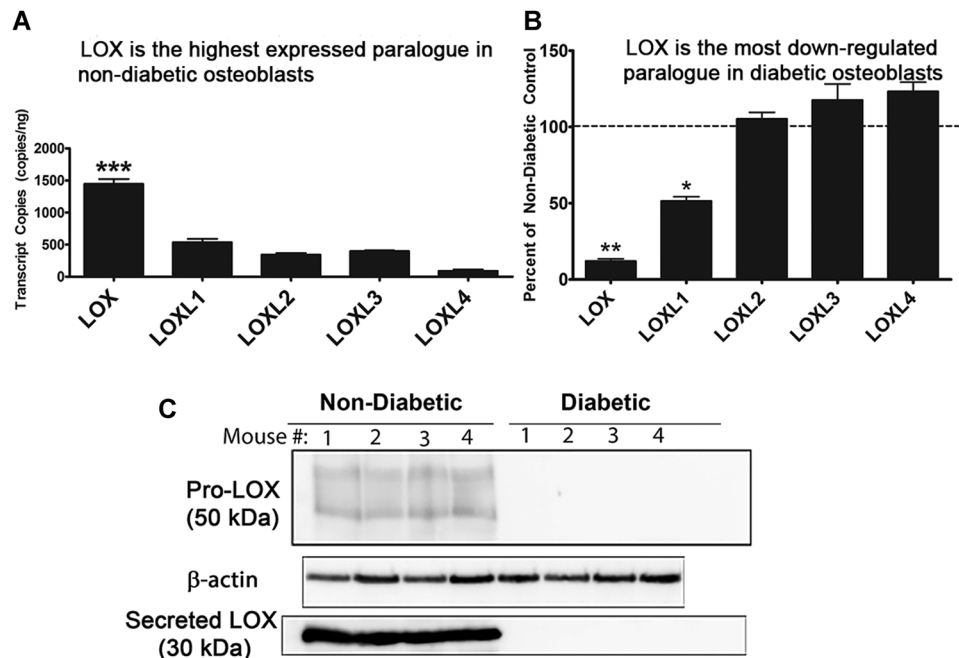 A
LOX is the highest expressed paralogue in
non-diabetic osteoblasts
Transcript Copies (copies/ng)
2000
1500
1000
500
0
***
LOX
LOXL1
LOXL2
LOXL3
LOXL4
B
LOX is the most down-regulated
paralogue in diabetic osteoblasts
Percent of Non-Diabetic Control
150
100
50
0
**
*
LOX
LOXL1
LOXL2
LOXL3
LOXL4
C
Non-Diabetic Diabetic
Mouse #: 1 2 3 4 1 2 3 4
Pro-LOX
(50 kDa)
β-actin
Secreted LOX
(30 kDa)